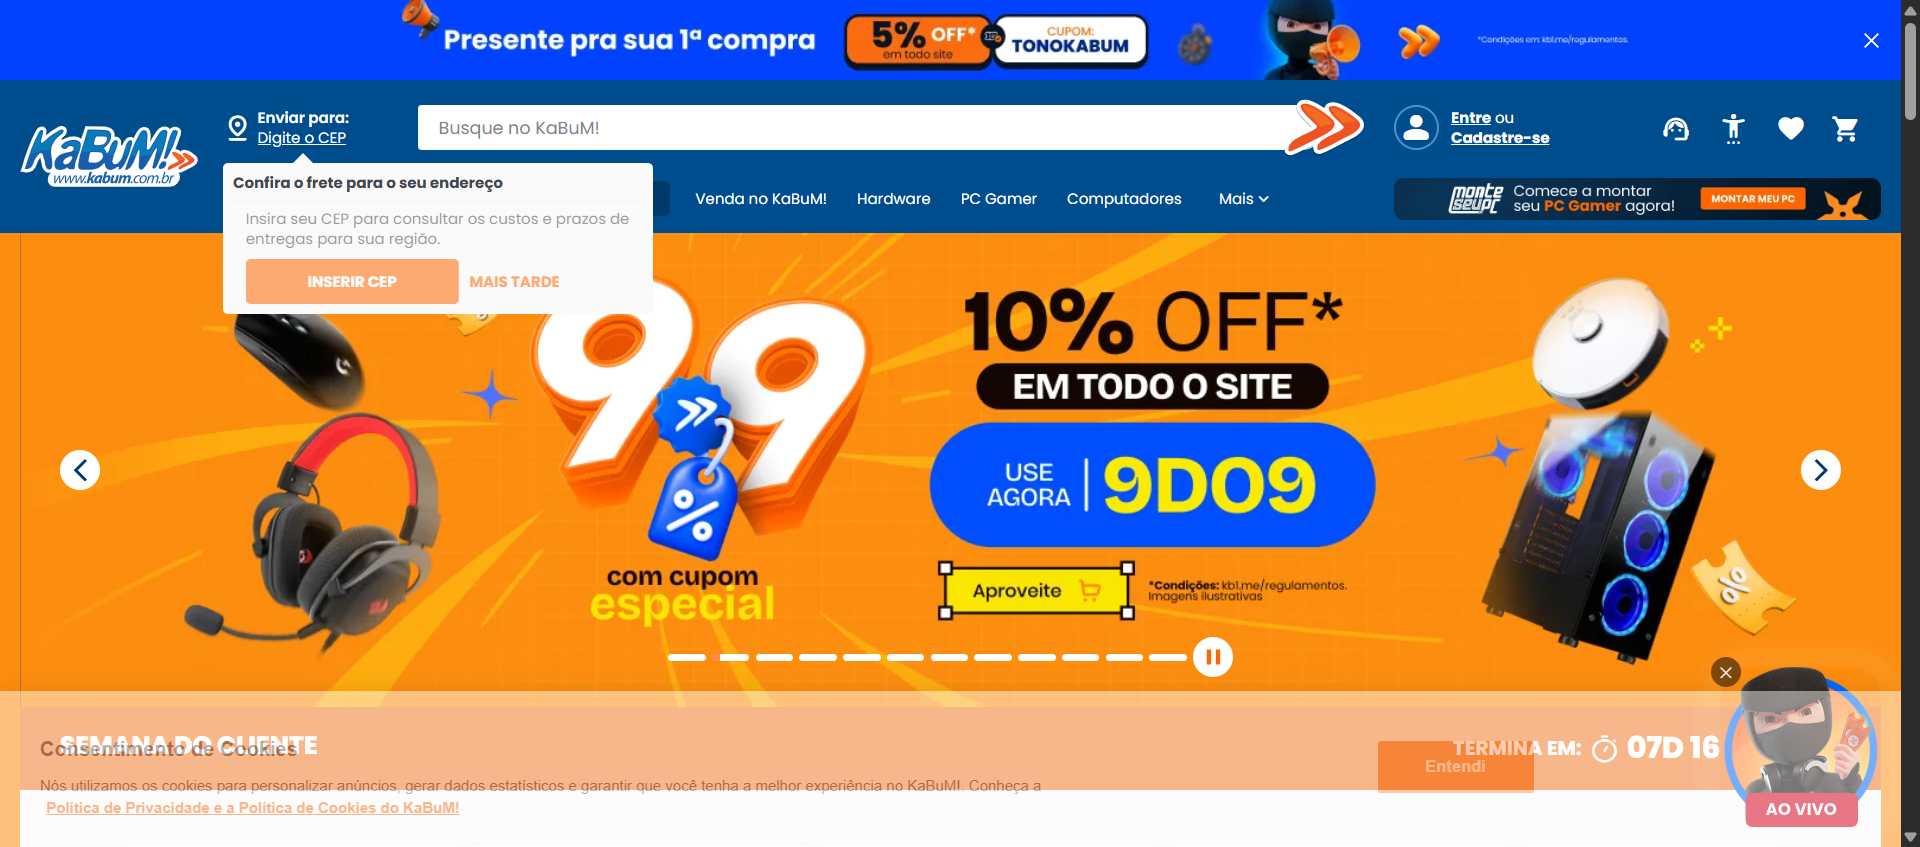 Presente pra sua 1ª compra
5% OFF*
em todo site
CUPOM:
TONOKABUM
*Condições em: kb1.me/regulamentos.
KaBuM!
www.kabum.com.br
Enviar para:
Digite o CEP
Busque no KaBuM!
Entre ou
Cadastre-se
Confira o frete para o seu endereço
Insira seu CEP para consultar os custos e prazos de
entregas para sua região.
INSERIR CEP
MAIS TARDE
Venda no KaBuM!
Hardware
PC Gamer
Computadores
Mais
monte
seu PC
Comece a montar
seu PC Gamer agora!
MONTAR MEU PC
99
com cupom
especial
10% OFF*
EM TODO O SITE
USE
AGORA
9DO9
Aproveite
*Condições: kb1.me/regulamentos.
Imagens ilustrativas
%
%
SEMANA DO CLIENTE
TERMINA EM:
07D 16
Consentimento de Cookies
Nós utilizamos os cookies para personalizar anúncios, gerar dados estatísticos e garantir que você tenha a melhor experiência no KaBuM!. Conheça a
Política de Privacidade e a Política de Cookies do KaBuM!
Entendi
AO VIVO